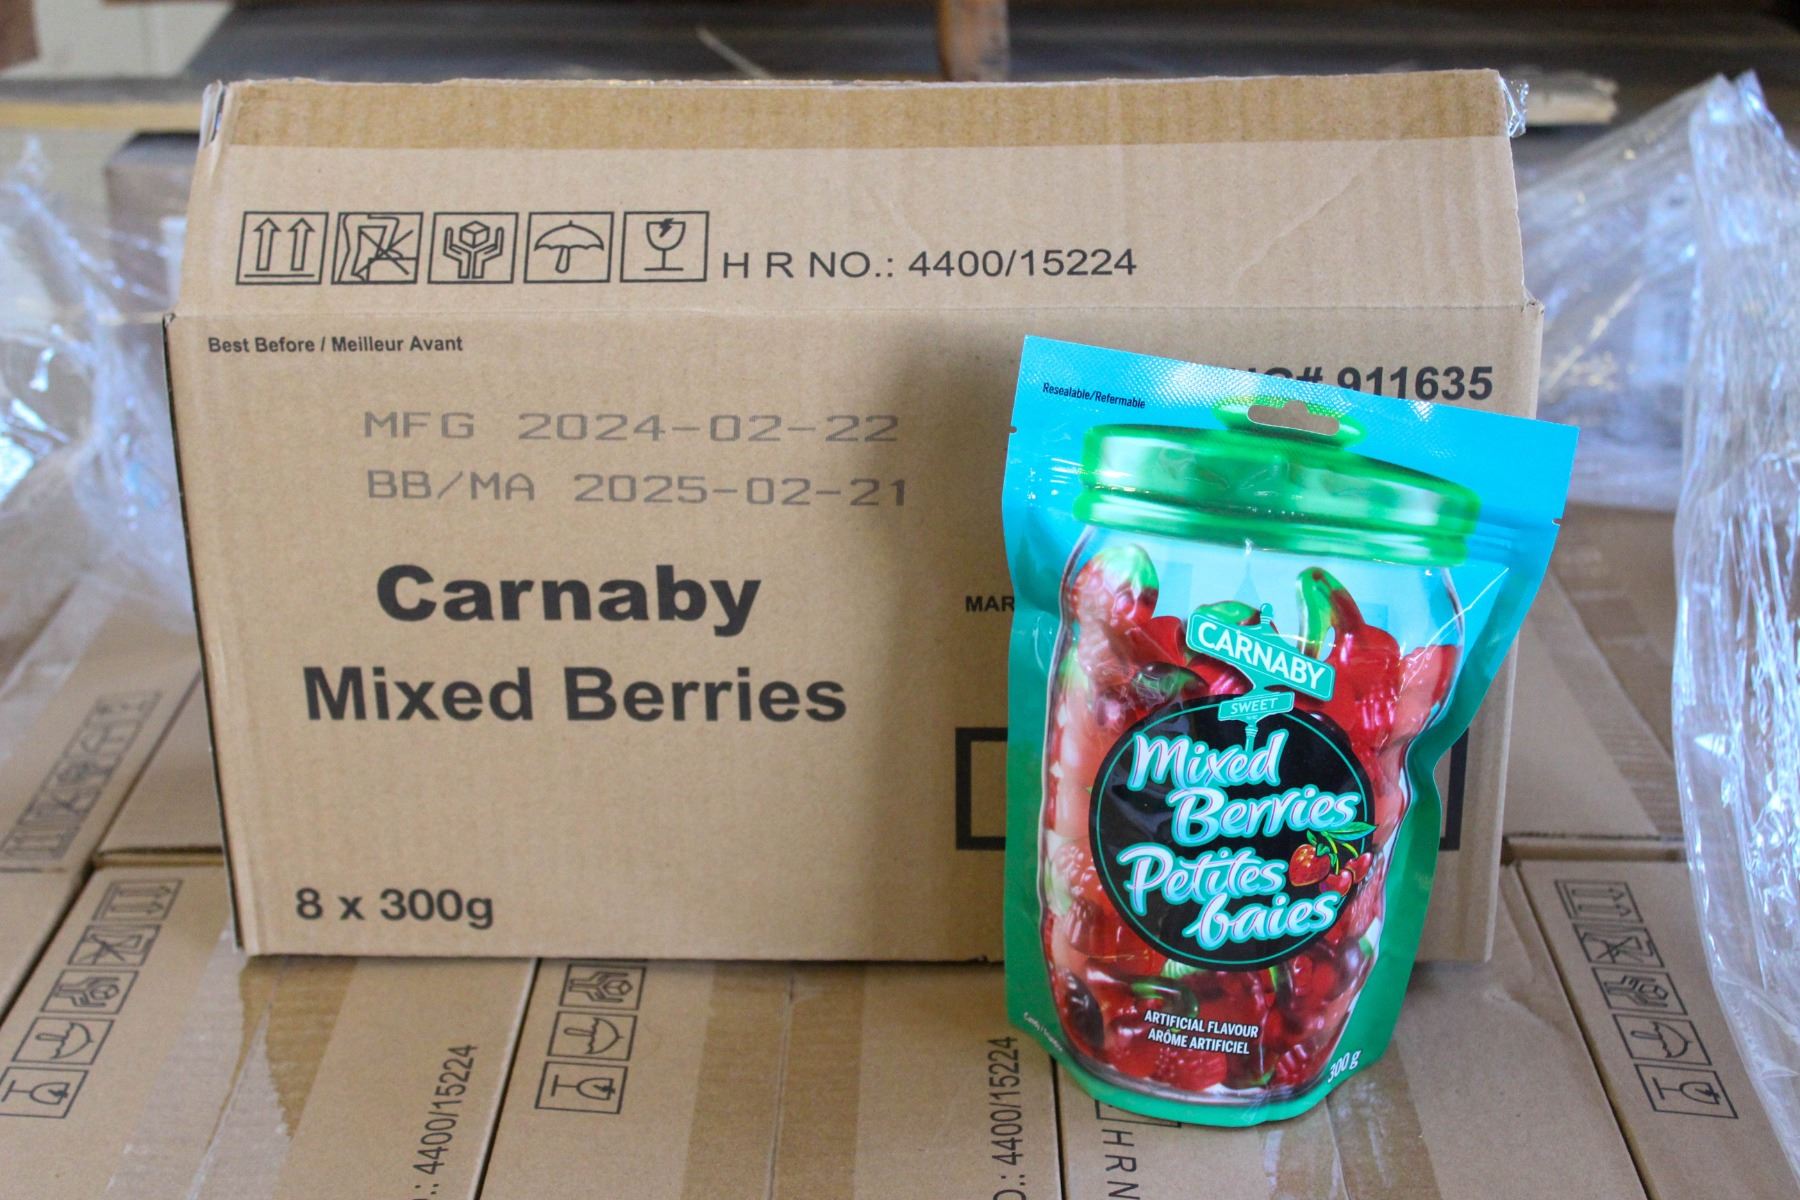 H R NO.: 4400/15224
Best Before / Meilleur Avant
911635
MFG 2024-02-22
BB/MA 2025-02-21
Carnaby
Mixed Berries
8 x 300g
Resealable/Refermable
CARNABY
SWEET
Mixed
Berries
Petites
baies
ARTIFICIAL FLAVOUR
ARÔME ARTIFICIEL
300 g
4400/15224
4400/15224
H R N